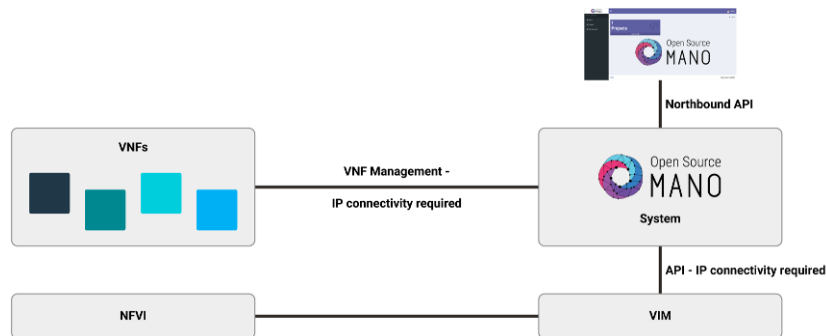 Projects
Open Source
MANO
Northbound API
VNFs
VNF Management -
IP connectivity required
Open Source
MANO
System
API - IP connectivity required
NFVI
VIM